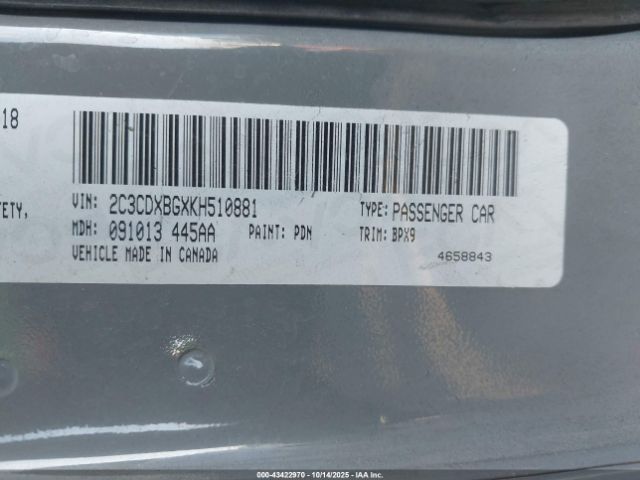 18
VIN: 2C3CDXBGXKH510881 TYPE: PASSENGER CAR
FETY, MDH: 091013 445AA PAINT: PDN TRIM: BPX9
VEHICLE MADE IN CANADA 4658843
000-43422970 | 10/14/2025 | IAA Inc.